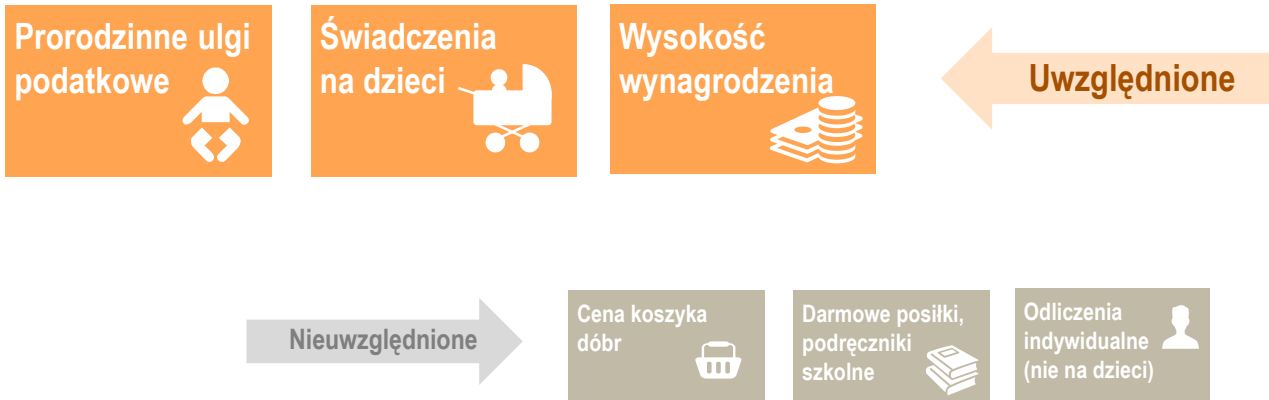 Prorodzinne ulgi
podatkowe
Świadczenia
na dzieci
Wysokość
wynagrodzenia
Uwzględnione
Nieuwzględnione
Cena koszyka
dóbr
Darmowe posiłki,
podręczniki
szkolne
Odliczenia
indywidualne
(nie na dzieci)